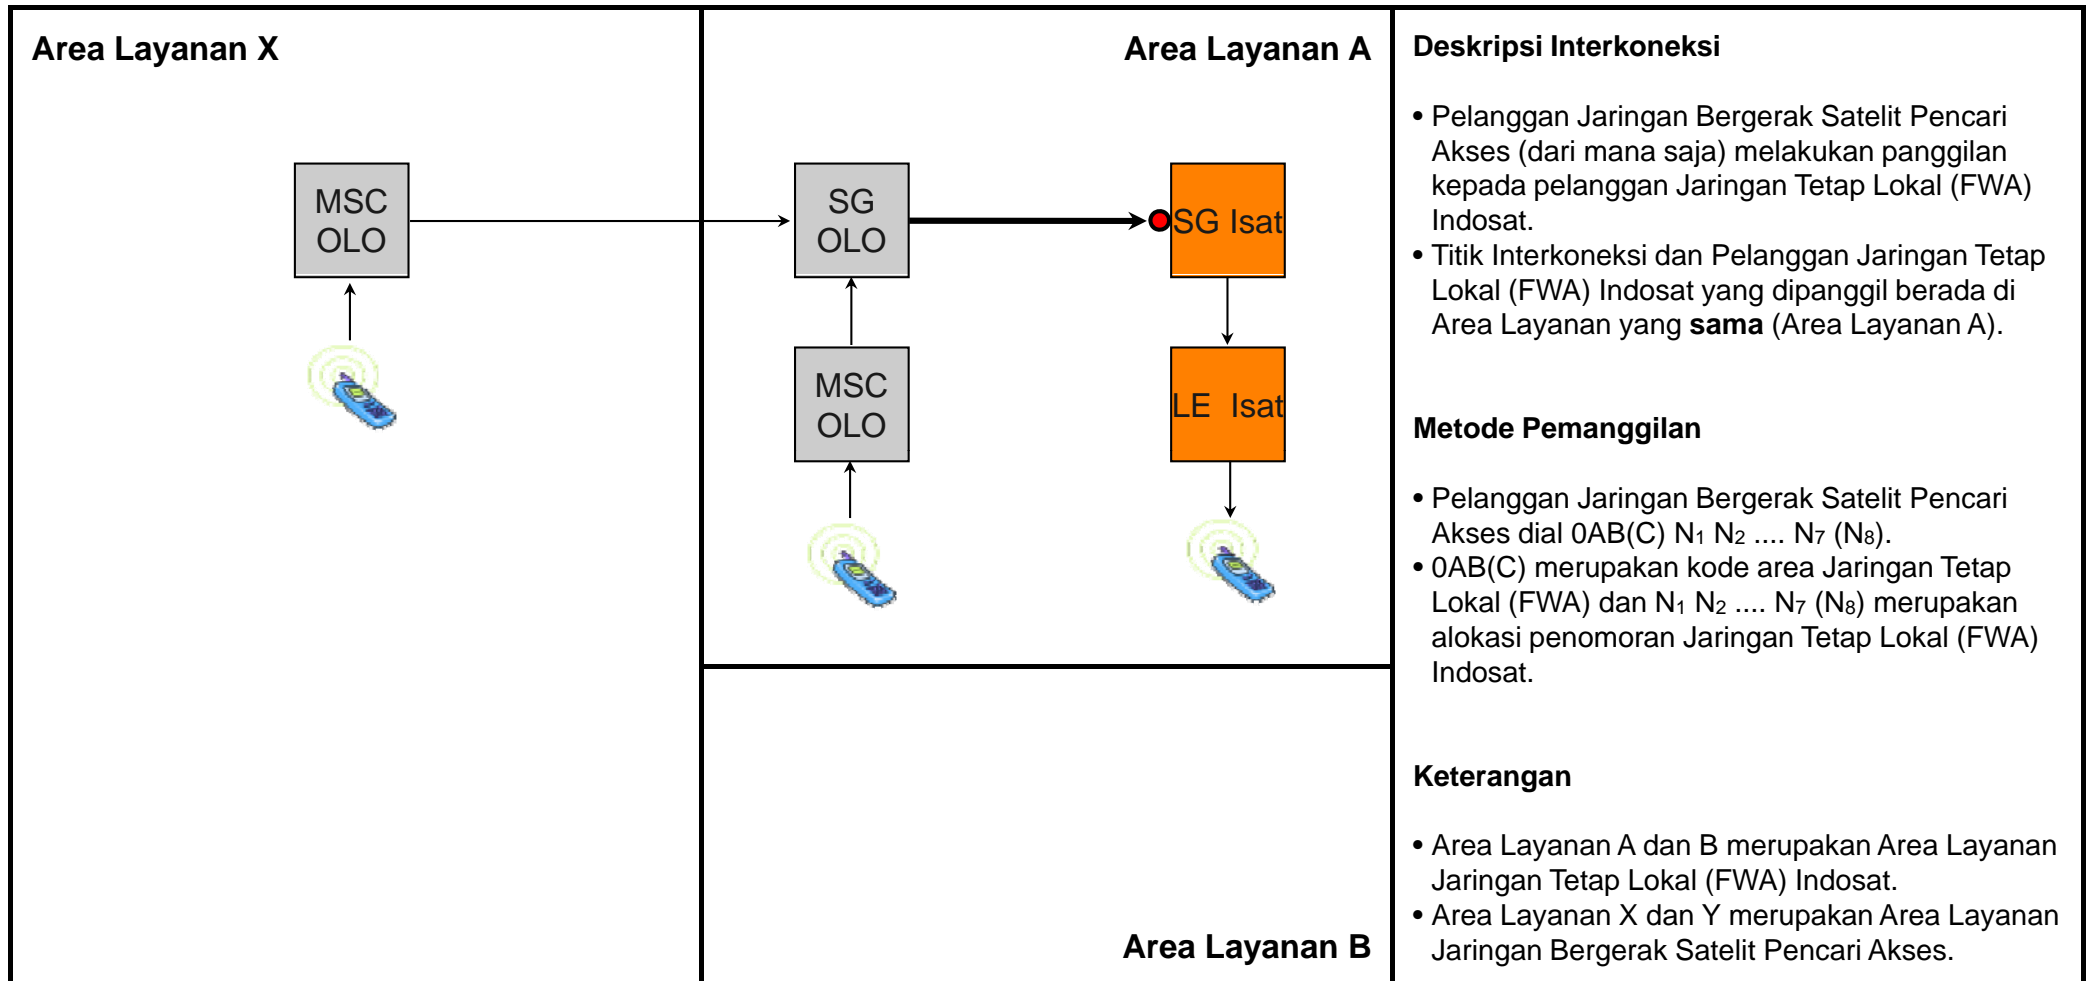 Area Layanan X
Area Layanan A
MSC
OLO
SG
OLO
SG Isat
MSC
OLO
LE Isat
Area Layanan B
Deskripsi Interkoneksi
• Pelanggan Jaringan Bergerak Satelit Pencari
Akses (dari mana saja) melakukan panggilan
kepada pelanggan Jaringan Tetap Lokal (FWA)
Indosat.
• Titik Interkoneksi dan Pelanggan Jaringan Tetap
Lokal (FWA) Indosat yang dipanggil berada di
Area Layanan yang sama (Area Layanan A).
Metode Pemanggilan
• Pelanggan Jaringan Bergerak Satelit Pencari
Akses dial 0AB(C) N₁ N₂ .... N₇ (N₈).
• 0AB(C) merupakan kode area Jaringan Tetap
Lokal (FWA) dan N₁ N₂ .... N₇ (N₈) merupakan
alokasi penomoran Jaringan Tetap Lokal (FWA)
Indosat.
Keterangan
• Area Layanan A dan B merupakan Area Layanan
Jaringan Tetap Lokal (FWA) Indosat.
• Area Layanan X dan Y merupakan Area Layanan
Jaringan Bergerak Satelit Pencari Akses.